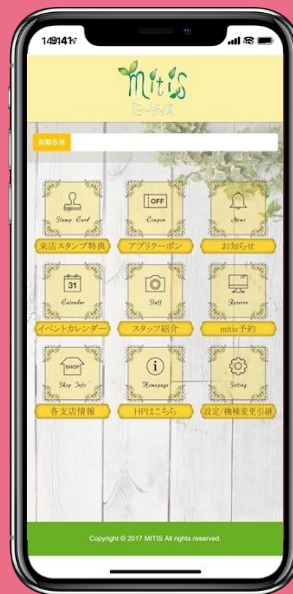 mitis
ミーティス
お知らせ
OFF
Stamp Card
Coupon
News
来店スタンプ特典
アプリクーポン
お知らせ
31
Calendar
Staff
Reserve
イベントカレンダー
スタッフ紹介
mitis予約
SHOP
Shop Info
Homepage
Setting
各支店情報
HPはこちら
設定/機種変更引継
Copyright © 2017 MITIS All rights reserved.